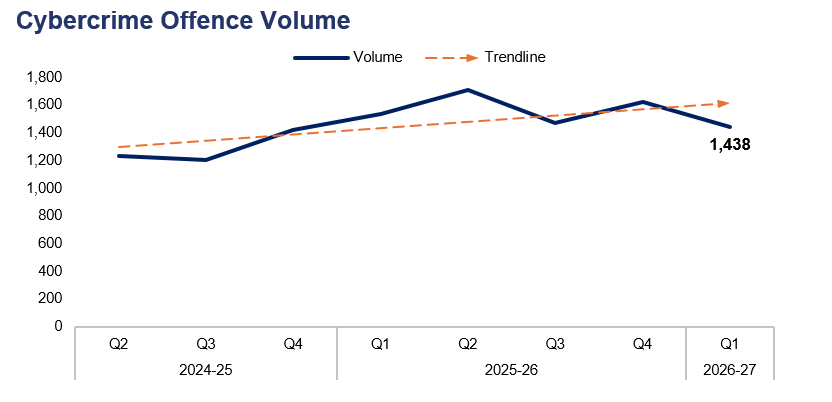 Cybercrime Offence Volume
Volume Trendline
1,800
1,600
1,400
1,200
1,000
800
600
400
200
0
1,438
Q2 Q3 Q4 Q1 Q2 Q3 Q4 Q1
2024-25 2025-26 2026-27